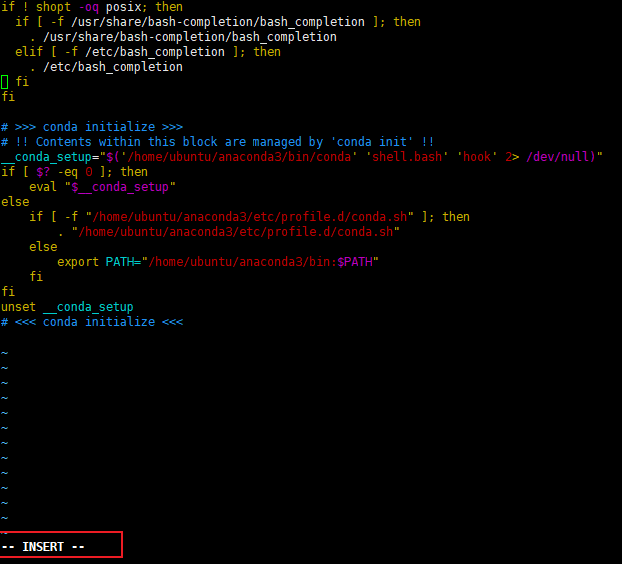 if ! shopt -oq posix; then
  if [ -f /usr/share/bash-completion/bash_completion ]; then
    . /usr/share/bash-completion/bash_completion
  elif [ -f /etc/bash_completion ]; then
    . /etc/bash_completion
  fi
fi

# >>> conda initialize >>>
# !! Contents within this block are managed by 'conda init' !!
__conda_setup="$('/home/ubuntu/anaconda3/bin/conda' 'shell.bash' 'hook' 2> /dev/null)"
if [ $? -eq 0 ]; then
    eval "$__conda_setup"
else
    if [ -f "/home/ubuntu/anaconda3/etc/profile.d/conda.sh" ]; then
        . "/home/ubuntu/anaconda3/etc/profile.d/conda.sh"
    else
        export PATH="/home/ubuntu/anaconda3/bin:$PATH"
    fi
fi
unset __conda_setup
# <<< conda initialize <<<

~
~
~
~
~
~
~
~
~
~
~
~
-- INSERT --